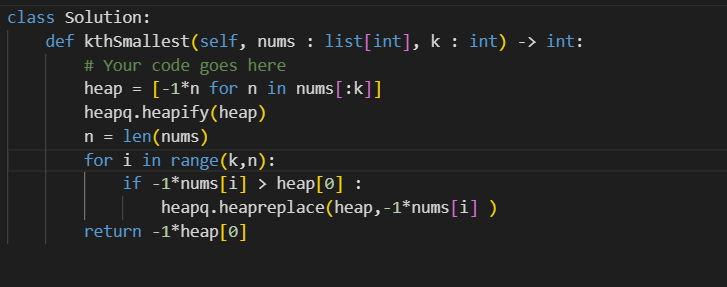 class Solution:
    def kthSmallest(self, nums : list[int], k : int) -> int:
        # Your code goes here
        heap = [-1*n for n in nums[:k]]
        heapq.heapify(heap)
        n = len(nums)
        for i in range(k,n):
            if -1*nums[i] > heap[0] :
                heapq.heapreplace(heap,-1*nums[i] )
        return -1*heap[0]